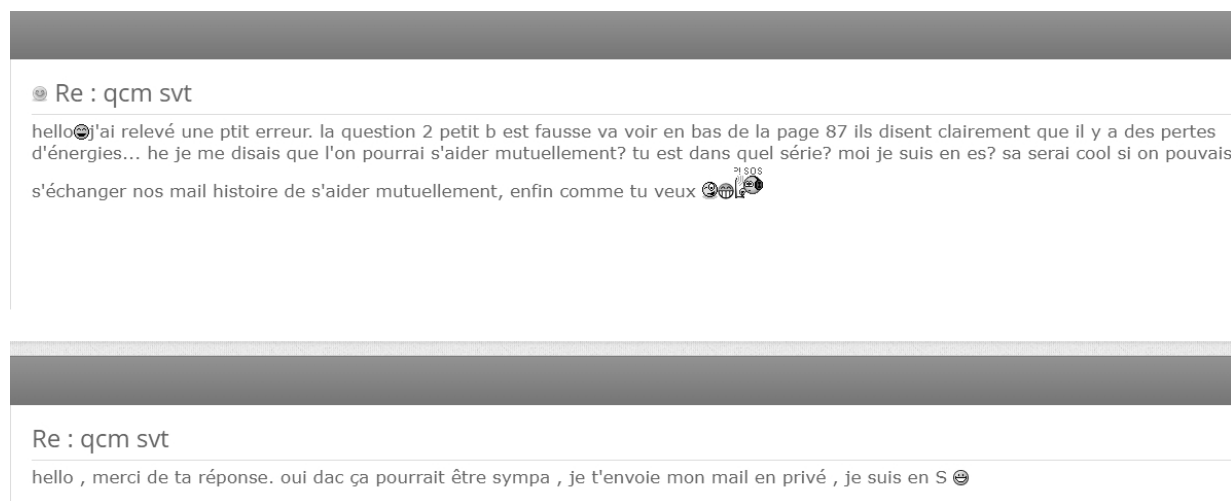 Re : qcm svt
helloj'ai relevé une ptit erreur. la question 2 petit b est fausse va voir en bas de la page 87 ils disent clairement que il y a des pertes
d'énergies... he je me disais que l'on pourrai s'aider mutuellement? tu est dans quel série? moi je suis en es? sa serai cool si on pouvais
SOS
s'échanger nos mail histoire de s'aider mutuellement, enfin comme tu veux
Re : qcm svt
hello , merci de ta réponse. oui dac ça pourrait être sympa , je t'envoie mon mail en privé , je suis en S